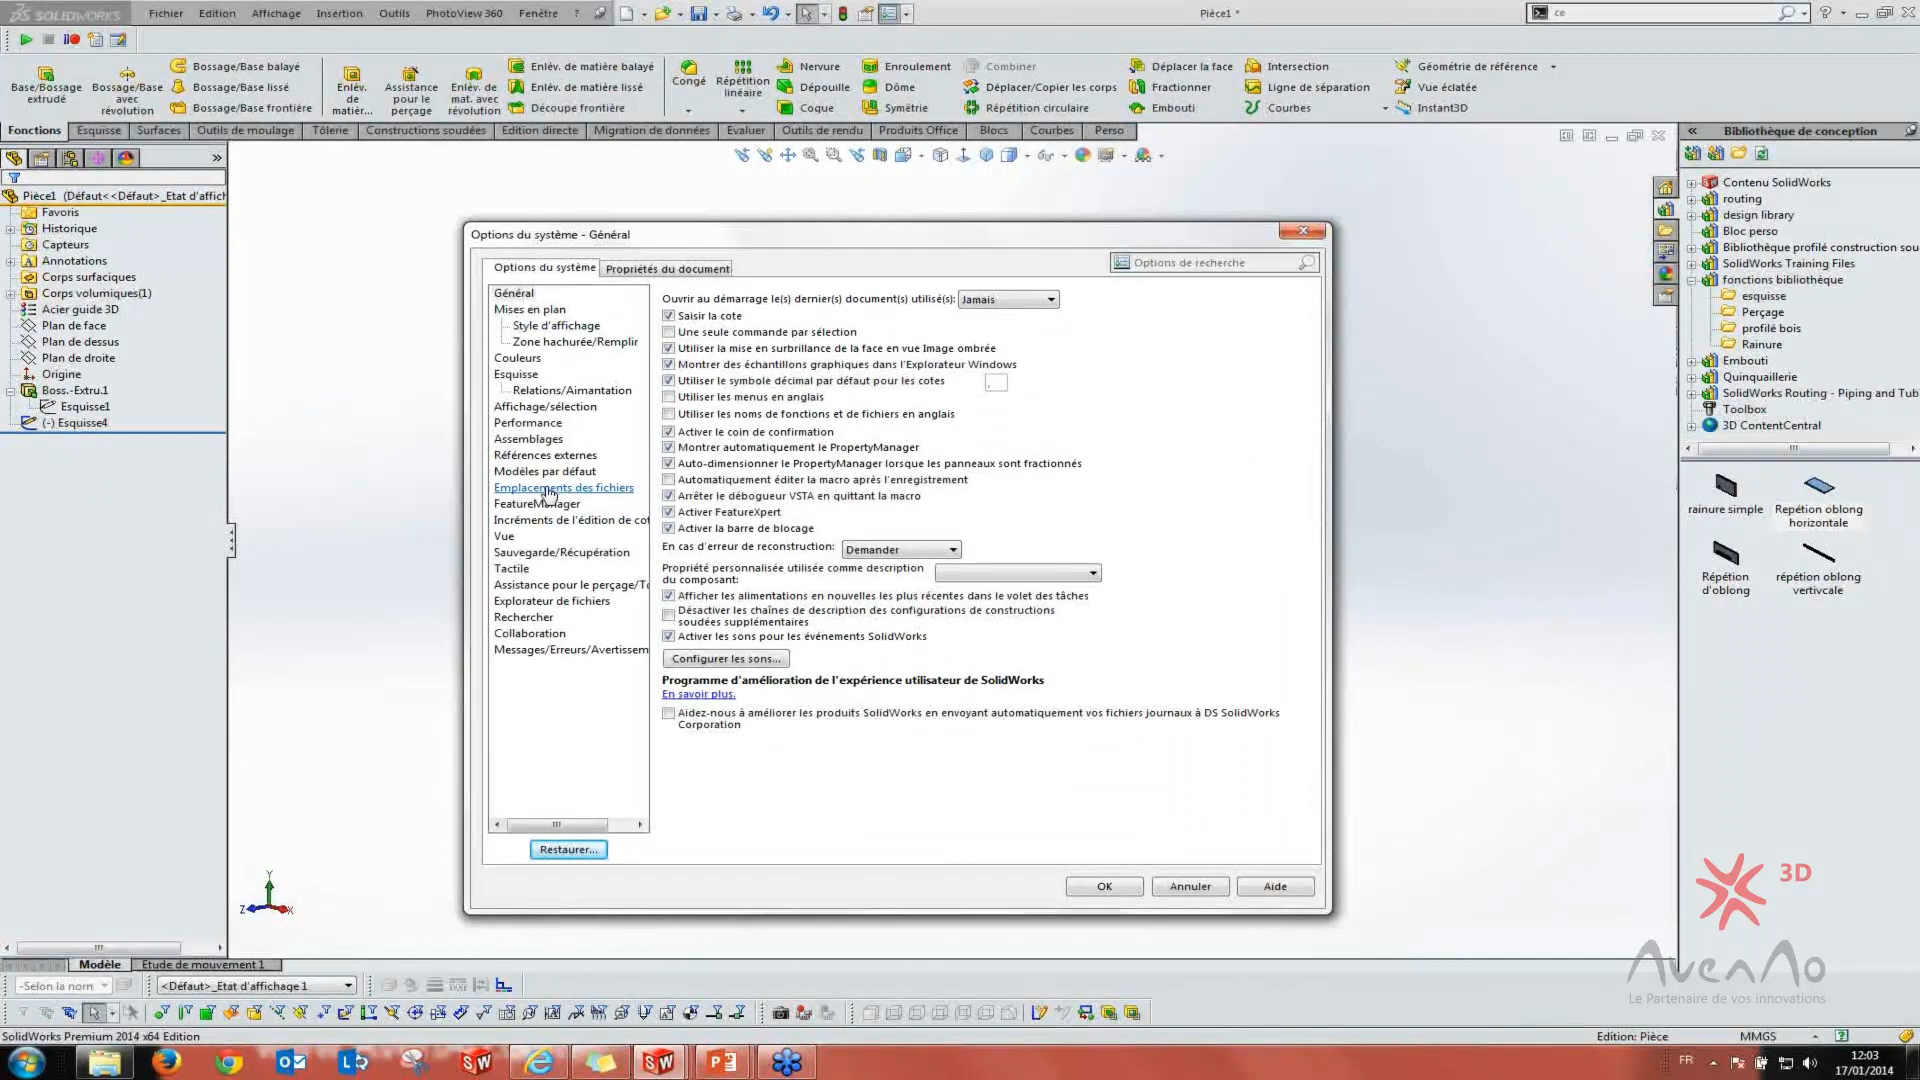 SOLIDWORKS Fichier Edition Affichage Insertion Outils PhotoView 360 Fenêtre ? Pièce1 * ce
Base/Bossage extrudé
Bossage/Base avec révolution
Bossage/Base balayé
Bossage/Base lissé
Bossage/Base frontière
Enlèv. de matièr...
Assistance pour le perçage
Enlèv. de mat. avec révolution
Enlèv. de matière balayé
Enlèv. de matière lissé
Découpe frontière
Congé
Répétition linéaire
Nervure
Dépouille
Coque
Enroulement
Dôme
Symétrie
Combiner
Déplacer/Copier les corps
Répétition circulaire
Déplacer la face
Fractionner
Embouti
Intersection
Ligne de séparation
Courbes
Géométrie de référence
Vue éclatée
Instant3D
Fonctions Esquisse Surfaces Outils de moulage Tôlerie Constructions soudées Edition directe Migration de données Evaluer Outils de rendu Produits Office Blocs Courbes Perso
Pièce1 (Défaut<<Défaut>_Etat d'affich
Favoris
Historique
Capteurs
Annotations
Corps surfaciques
Corps volumiques(1)
Acier guide 3D
Plan de face
Plan de dessus
Plan de droite
Origine
Boss.-Extru.1
Esquisse1
(-) Esquisse4
Options du système - Général
Options du système Propriétés du document
Options de recherche
Général
Mises en plan
Style d'affichage
Zone hachurée/Remplir
Couleurs
Esquisse
Relations/Aimantation
Affichage/sélection
Performance
Assemblages
Références externes
Modèles par défaut
Emplacements des fichiers
FeatureManager
Incréments de l'édition de cot
Vue
Sauvegarde/Récupération
Tactile
Assistance pour le perçage/To
Explorateur de fichiers
Rechercher
Collaboration
Messages/Erreurs/Avertissem
Restaurer...
Ouvrir au démarrage le(s) dernier(s) document(s) utilisé(s): Jamais
Saisir la cote
Une seule commande par sélection
Utiliser la mise en surbrillance de la face en vue Image ombrée
Montrer des échantillons graphiques dans l'Explorateur Windows
Utiliser le symbole décimal par défaut pour les cotes ,
Utiliser les menus en anglais
Utiliser les noms de fonctions et de fichiers en anglais
Activer le coin de confirmation
Montrer automatiquement le PropertyManager
Auto-dimensionner le PropertyManager lorsque les panneaux sont fractionnés
Automatiquement éditer la macro après l'enregistrement
Arrêter le débogueur VSTA en quittant la macro
Activer FeatureXpert
Activer la barre de blocage
En cas d'erreur de reconstruction: Demander
Propriété personnalisée utilisée comme description
du composant:
Afficher les alimentations en nouvelles les plus récentes dans le volet des tâches
Désactiver les chaînes de description des configurations de constructions
soudées supplémentaires
Activer les sons pour les événements SolidWorks
Configurer les sons...
Programme d'amélioration de l'expérience utilisateur de SolidWorks
En savoir plus.
Aidez-nous à améliorer les produits SolidWorks en envoyant automatiquement vos fichiers journaux à DS SolidWorks
Corporation
OK Annuler Aide
Bibliothèque de conception
Contenu SolidWorks
routing
design library
Bloc perso
Bibliothèque profilé construction sou
SolidWorks Training Files
fonctions bibliothèque
esquisse
Perçage
profilé bois
Rainure
Embouti
Quinquaillerie
SolidWorks Routing - Piping and Tub
Toolbox
3D ContentCentral
rainure simple
Repétion oblong
horizontale
Répétion
d'oblong
répétion oblong
vertivcale
Y
Z X
3D
AvenAo
Le Partenaire de vos innovations
Modèle Etude de mouvement 1
-Selon la norn <Défaut>_Etat d'affichage 1
SolidWorks Premium 2014 x64 Edition Edition: Pièce MMGS
FR 12:03
17/01/2014